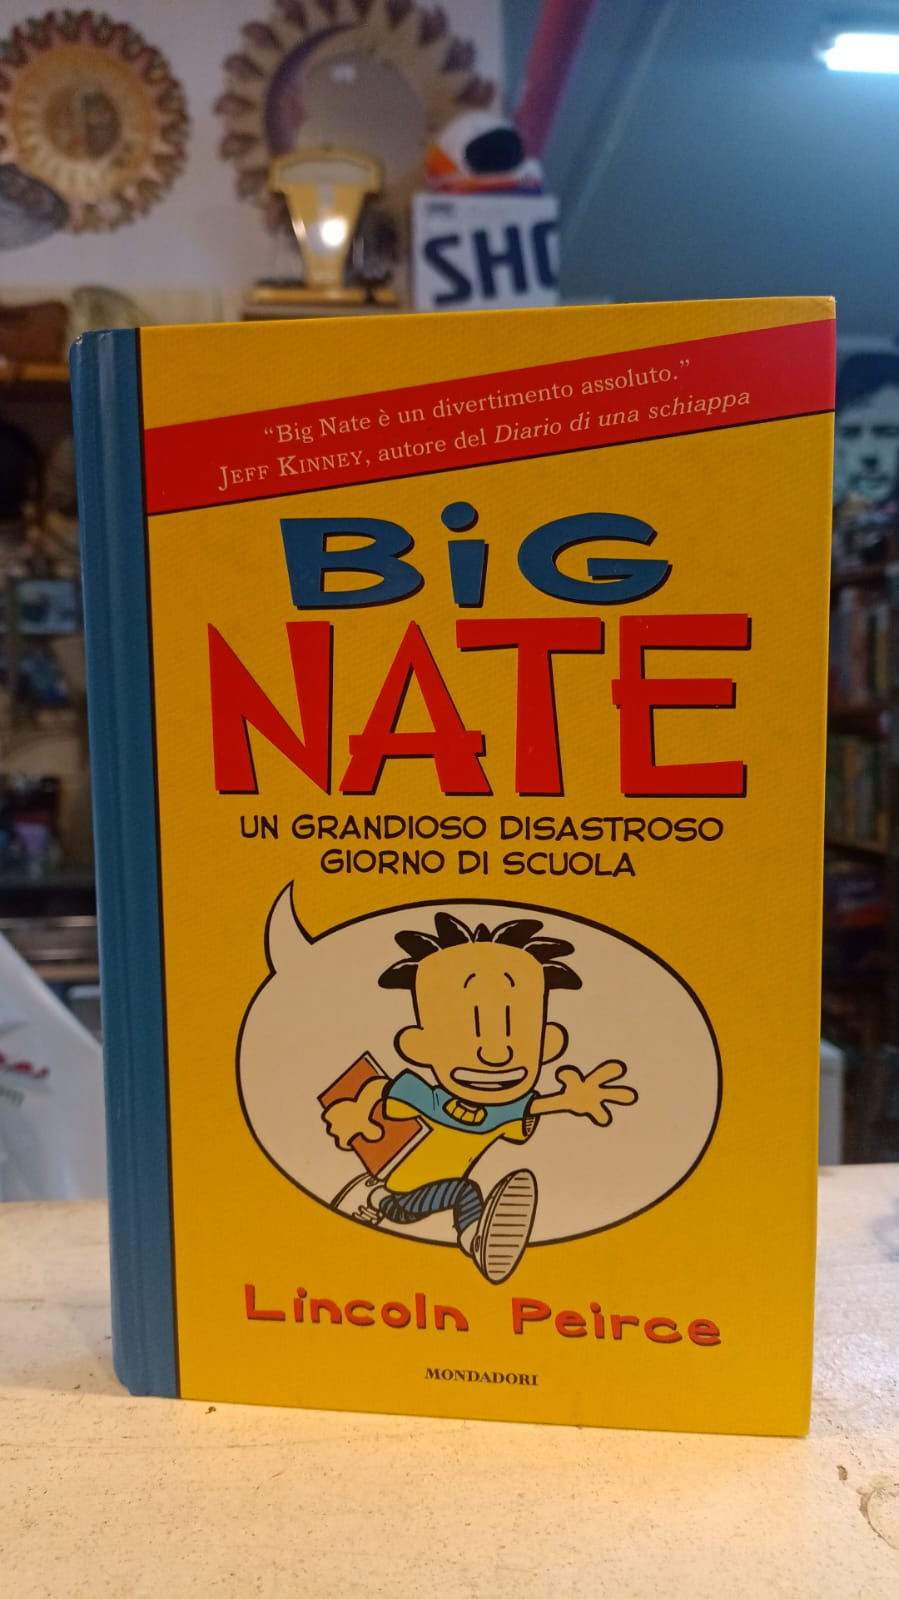 SHO
“Big Nate è un divertimento assoluto.”
JEFF KINNEY, autore del Diario di una schiappa
BiG
NATE
UN GRANDIOSO DISASTROSO
GIORNO DI SCUOLA
Lincoln Peirce
MONDADORI